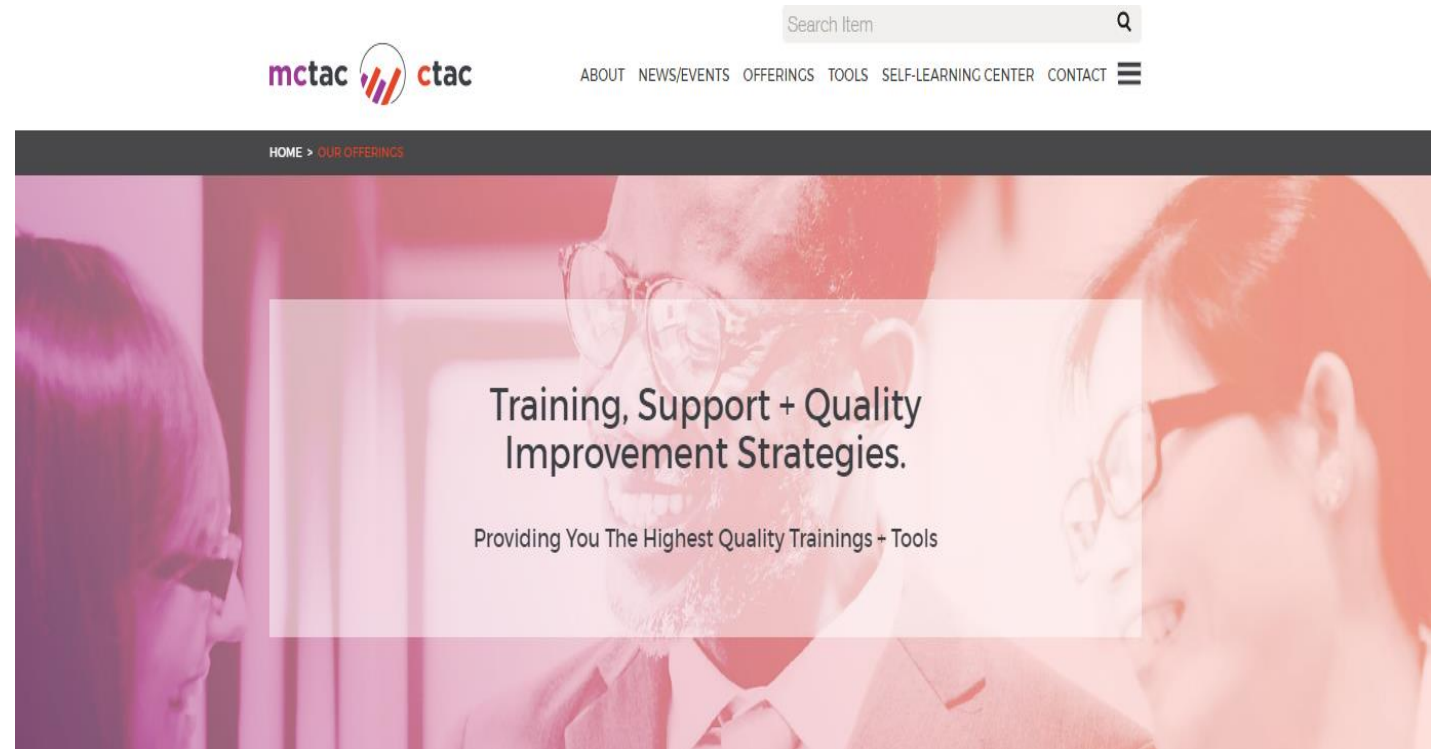 Search Item
mctac ctac
ABOUT NEWS/EVENTS OFFERINGS TOOLS SELF-LEARNING CENTER CONTACT
HOME > OUR OFFERINGS
Training, Support + Quality
Improvement Strategies.
Providing You The Highest Quality Trainings + Tools